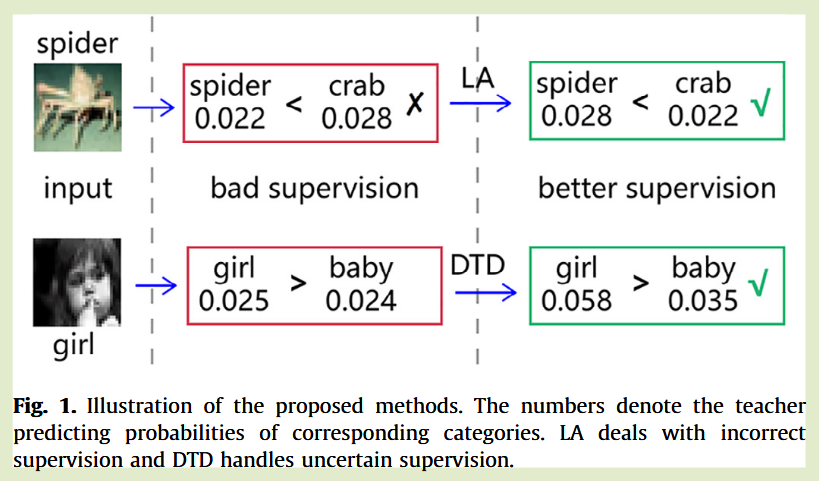 spider
spider < crab ✗ LA spider < crab √
0.022 0.028 0.028 0.022
input bad supervision better supervision
girl > baby DTD girl > baby √
0.025 0.024 0.058 0.035
girl
Fig. 1. Illustration of the proposed methods. The numbers denote the teacher
predicting probabilities of corresponding categories. LA deals with incorrect
supervision and DTD handles uncertain supervision.